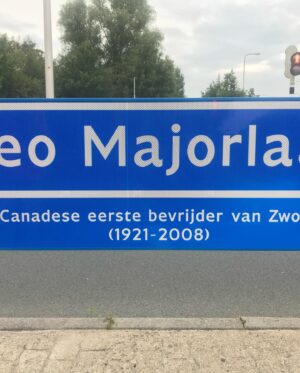 eo Majorla
Canadese eerste bevrijder van Zwo
(1921-2008)